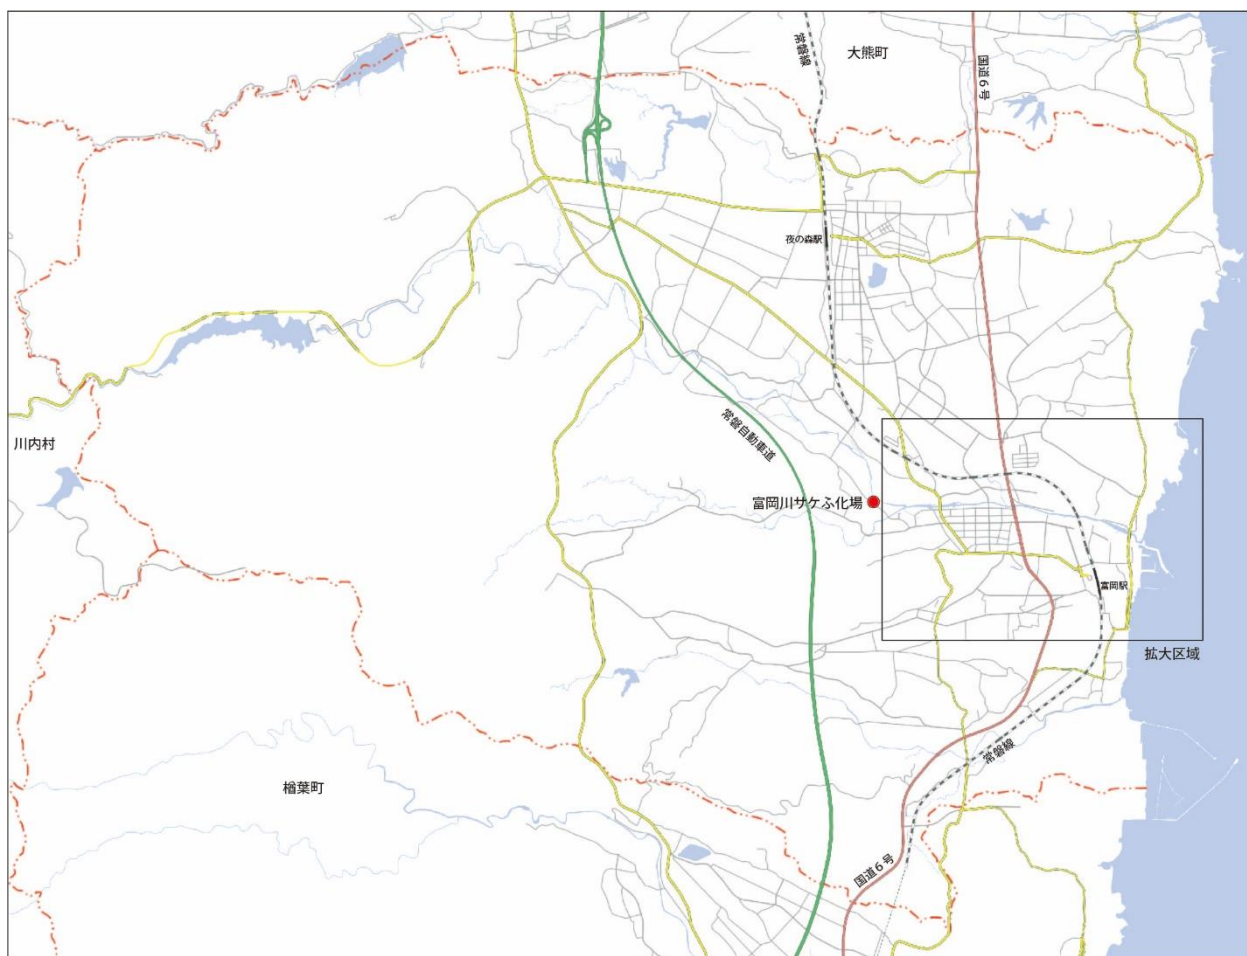 常磐線
大熊町
国道6号
夜の森駅
常磐自動車道
川内村
富岡川サケふ化場
富岡駅
拡大区域
常磐線
楢葉町
国道6号